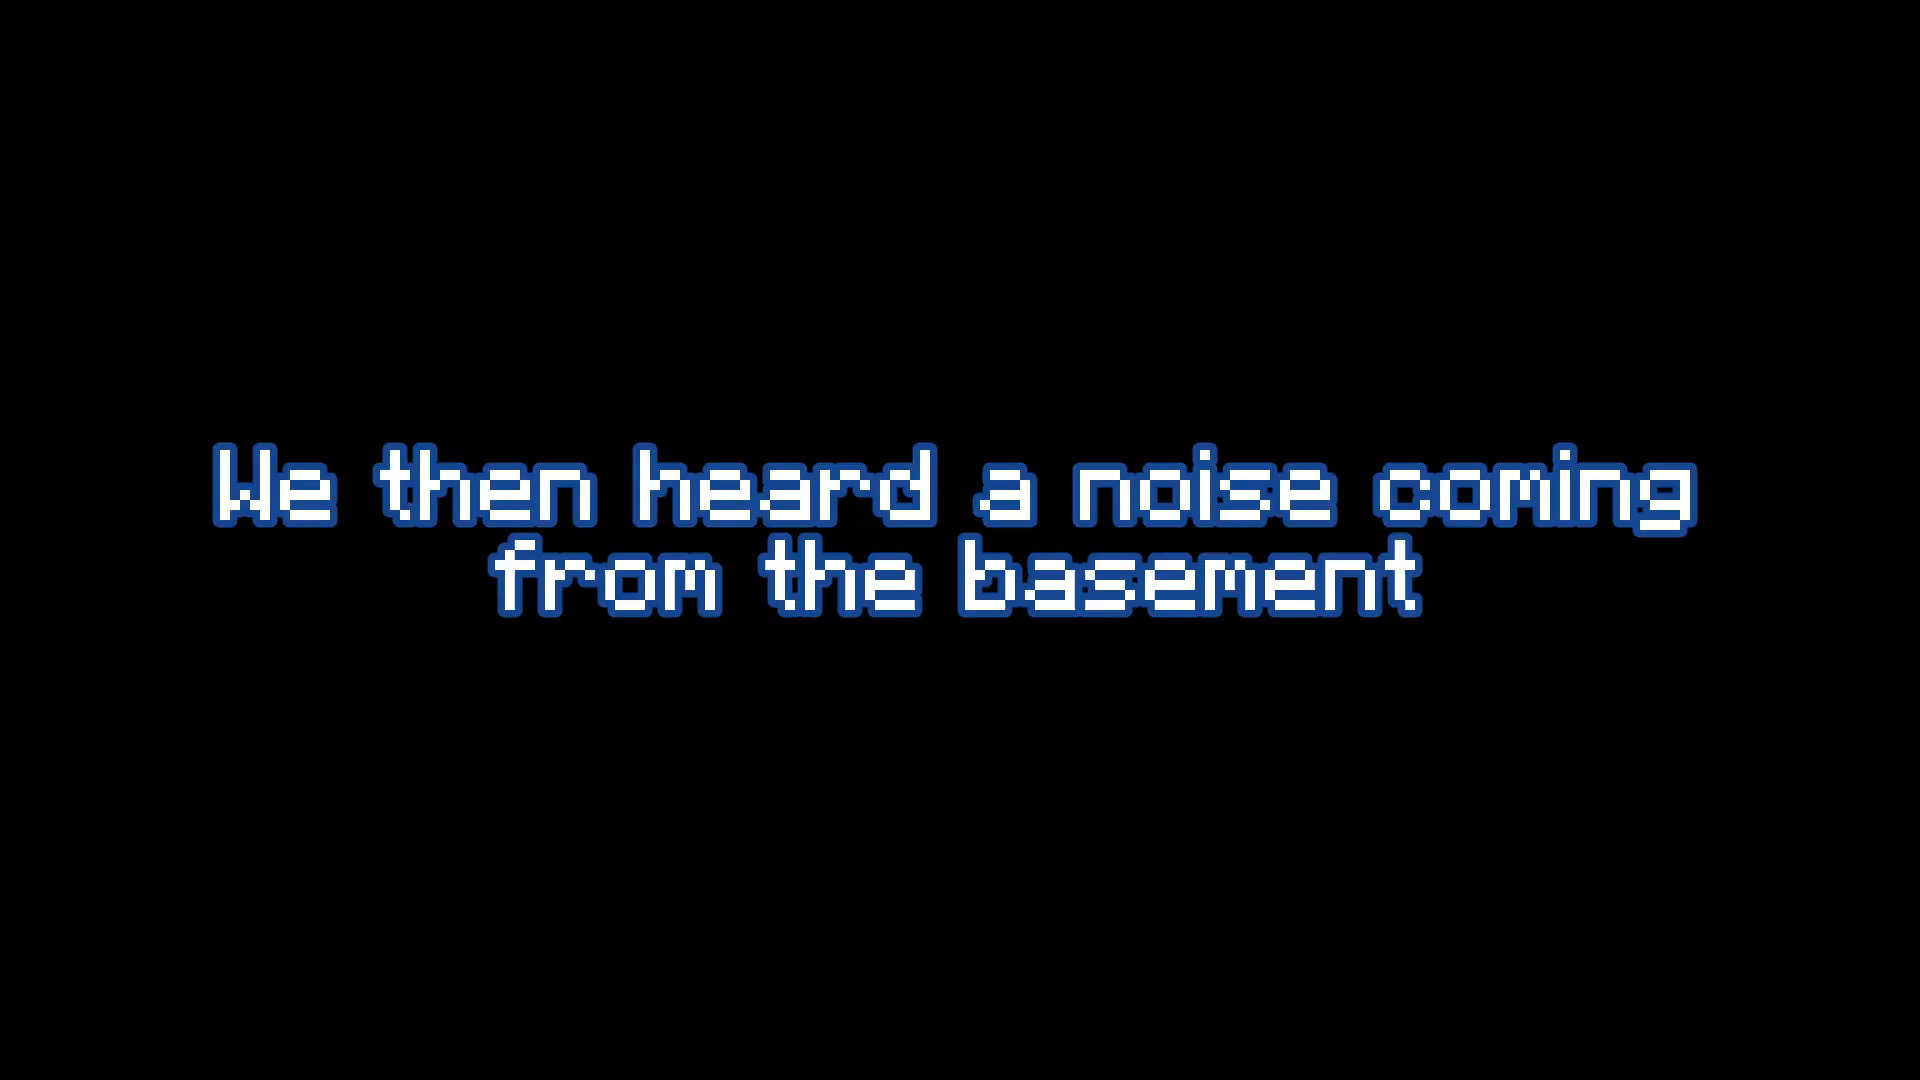 We then heard a noise coming
from the basement